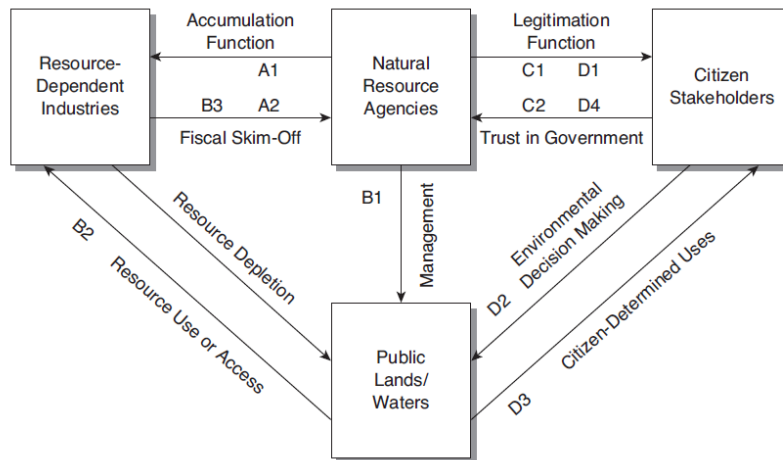 Accumulation
Function
Legitimation
Function
Resource-
Dependent
Industries
A1
B3 A2
Fiscal Skim-Off
Natural
Resource
Agencies
C1 D1
C2 D4
Trust in Government
Citizen
Stakeholders
B1
Management
B2
Resource Depletion
Resource Use or Access
Environmental
Decision Making
D2
Citizen-Determined Uses
D3
Public
Lands/
Waters